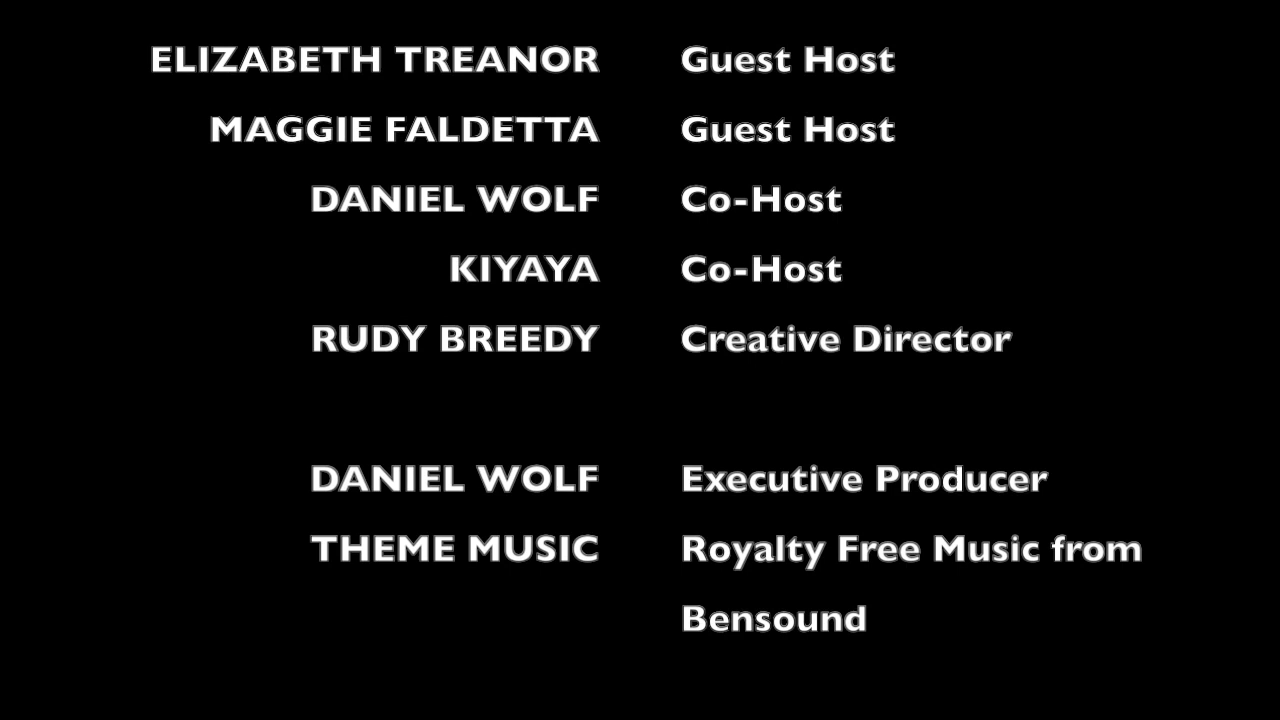 ELIZABETH TREANOR Guest Host
MAGGIE FALDETTA Guest Host
DANIEL WOLF Co-Host
KIYAYA Co-Host
RUDY BREEDY Creative Director
DANIEL WOLF Executive Producer
THEME MUSIC Royalty Free Music from
Bensound